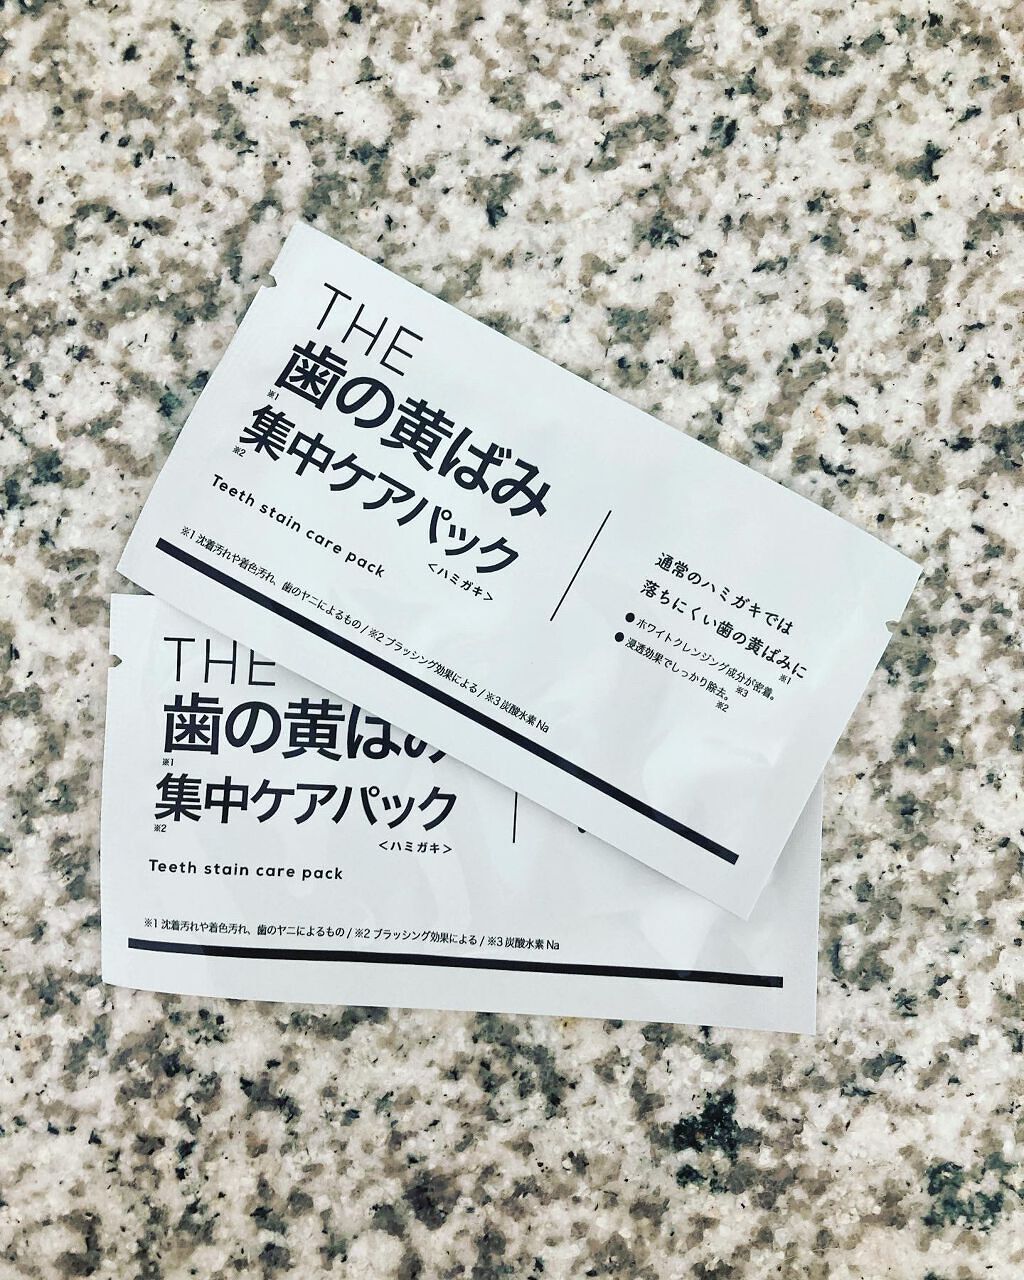 THE
歯の黄ばみ
※1
集中ケアパック
※2
<ハミガキ>
Teeth stain care pack
※1 沈着汚れや着色汚れ、歯のヤニによるもの / ※2 ブラッシング効果による / ※3 炭酸水素 Na
通常のハミガキでは
落ちにくい歯の黄ばみに
※1
●ホワイトクレンジング成分が密着。
※3
●浸透効果でしっかり除去。
※2
THE
歯の黄ばみ
※1
集中ケアパック
※2
<ハミガキ>
Teeth stain care pack
※1 沈着汚れや着色汚れ、歯のヤニによるもの / ※2 ブラッシング効果による / ※3 炭酸水素 Na